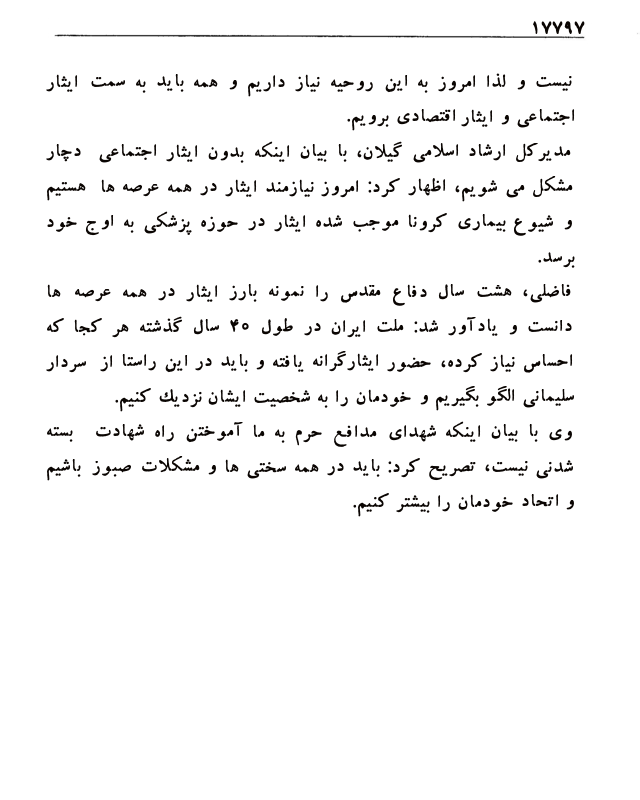 ۱۷۷۹۷
نیست و لذا امروز به این روحیه نیاز داریم و همه باید به سمت ایثار
اجتماعی و ایثار اقتصادی برویم.
مدیرکل ارشاد اسلامی گیلان، با بیان اینکه بدون ایثار اجتماعی دچار
مشکل می شویم، اظهار کرد: امروز نیازمند ایثار در همه عرصه ها هستیم
و شیوع بیماری کرونا موجب شده ایثار در حوزه پزشکی به اوج خود
برسد.
فاضلی، هشت سال دفاع مقدس را نمونه بارز ایثار در همه عرصه ها
دانست و یادآور شد: ملت ایران در طول ۴۰ سال گذشته هر کجا که
احساس نیاز کرده، حضور ایثارگرانه یافته و باید در این راستا از سردار
سلیمانی الگو بگیریم و خودمان را به شخصیت ایشان نزدیك کنیم.
وی با بیان اینکه شهدای مدافع حرم به ما آموختن راه شهادت بسته
شدنی نیست، تصریح کرد: باید در همه سختی ها و مشکلات صبوز باشیم
و اتحاد خودمان را بیشتر کنیم.